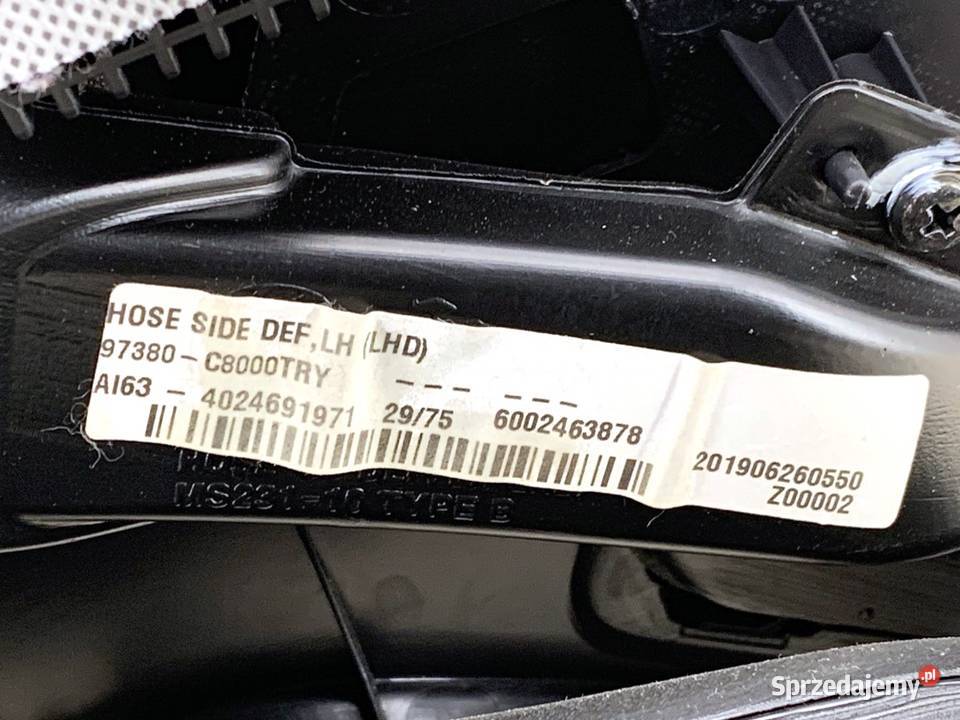 HOSE SIDE DEF,LH (LHD)
97380- C8000TRY --- ---
AI63 - 4024691971 29/75 6002463878
201906260550
Z00002
MS231-10 TYPE
Sprzedajemy.pl